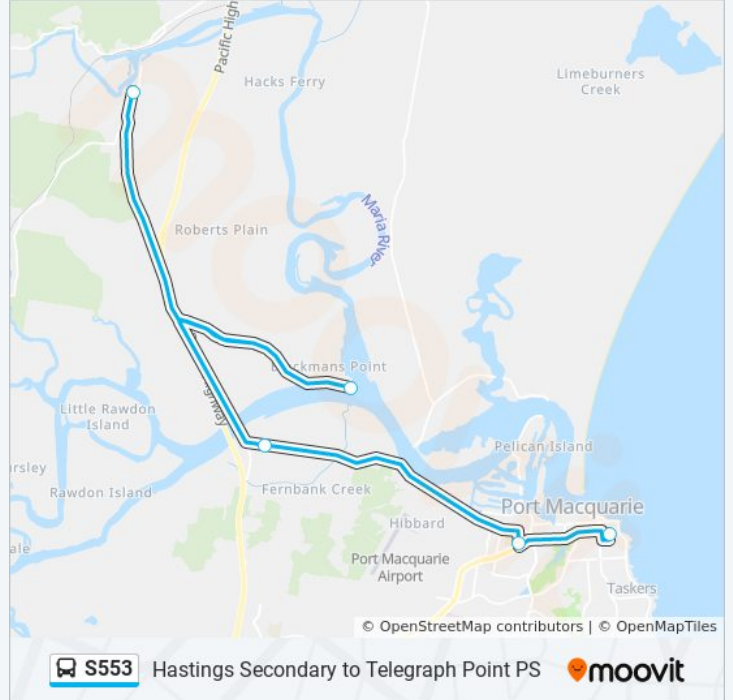 Pacific High
Hacks Ferry
Limeburners
Creek
Maria River
Roberts Plain
Point
Little Rawdon
Island
Pelican Island
Rawdon Island
Fernbank Creek
Port Macquarie
Hibbard
Port Macquarie
Airport
Taskers
© OpenStreetMap contributors | © OpenMapTiles
S553 Hastings Secondary to Telegraph Point PS moovit